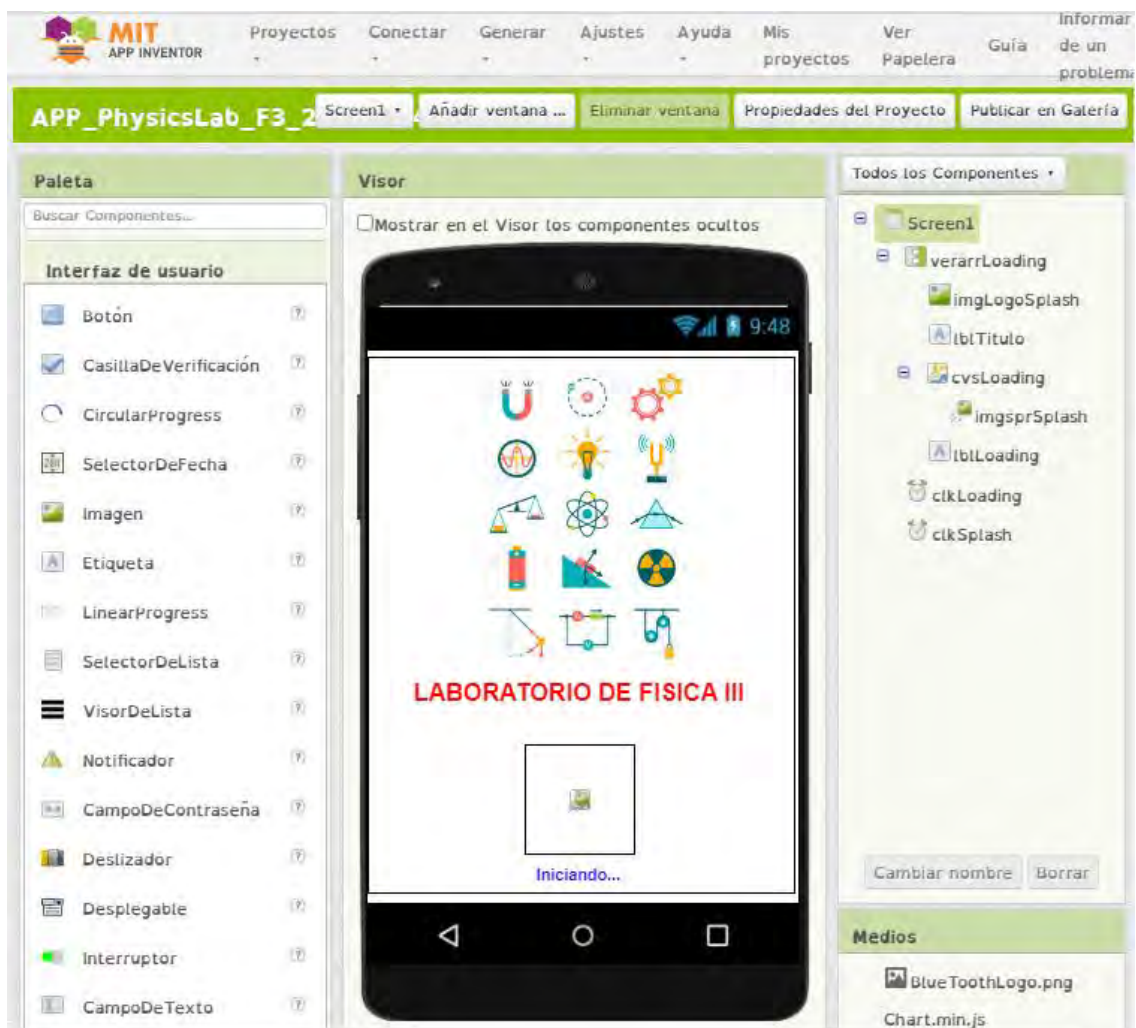 MIT
APP INVENTOR
Proyectos
Conectar
Generar
Ajustes
Ayuda
Mis
proyectos
Ver
Papelera
Guía
Informar
de un
problema
APP_PhysicsLab_F3_2
Screen1
Añadir ventana ...
Eliminar ventana
Propiedades del Proyecto
Publicar en Galería
Paleta
Buscar Componentes...
Interfaz de usuario
Botón
CasillaDeVerificación
CircularProgress
SelectorDeFecha
Imagen
Etiqueta
LinearProgress
SelectorDeLista
VisorDeLista
Notificador
CampoDeContraseña
Deslizador
Desplegable
Interruptor
CampoDeTexto
Visor
Mostrar en el Visor los componentes ocultos
9:48
LABORATORIO DE FISICA III
Iniciando...
Todos los Componentes
Screen1
verarrLoading
imgLogoSplash
lblTitulo
cvsLoading
imgsprSplash
lblLoading
clkLoading
clkSplash
Cambiar nombre
Borrar
Medios
BlueToothLogo.png
Chart.min.js